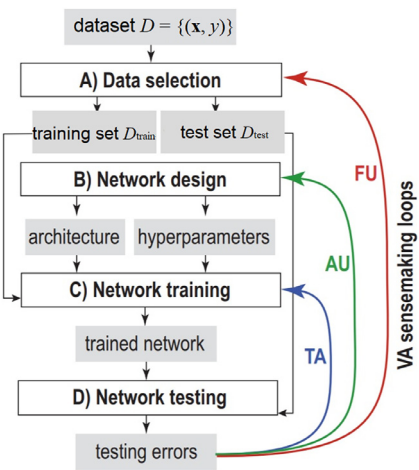 dataset D = {(x, y)}
A) Data selection
training set Dtrain
test set Dtest
B) Network design
architecture
hyperparameters
C) Network training
trained network
D) Network testing
testing errors
FU
AU
TA
VA sensemaking loops